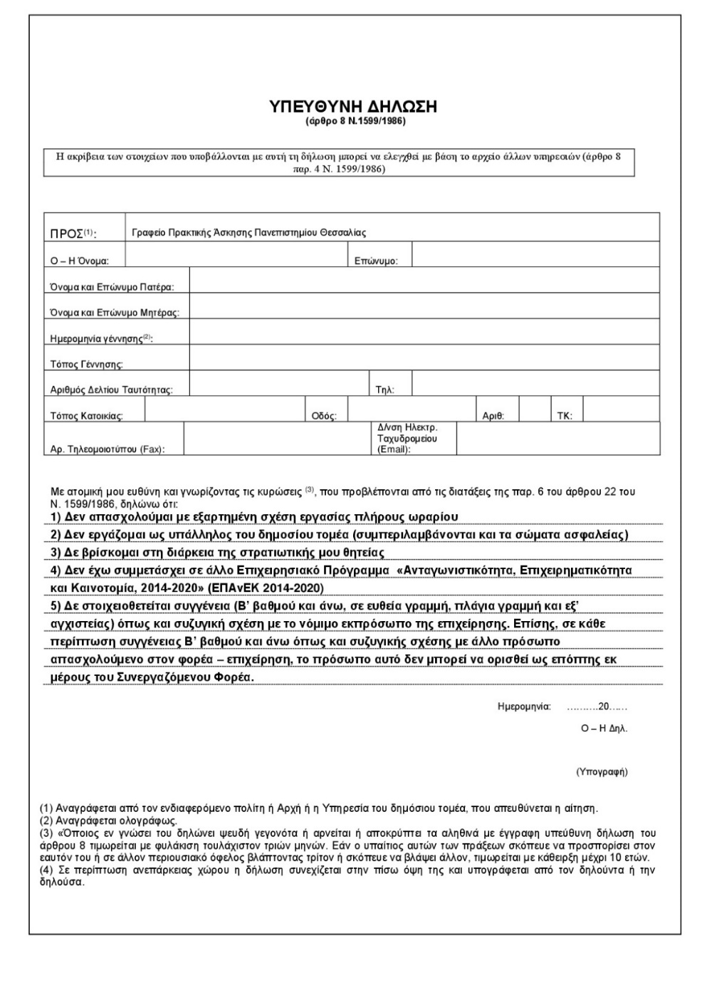 ΥΠΕΥΘΥΝΗ ΔΗΛΩΣΗ
(άρθρο 8 Ν.1599/1986)
Η ακρίβεια των στοιχείων που υποβάλλονται με αυτή τη δήλωση μπορεί να ελεγχθεί με βάση το αρχείο άλλων υπηρεσιών (άρθρο 8
παρ. 4 Ν. 1599/1986)
ΠΡΟΣ(1): Γραφείο Πρακτικής Άσκησης Πανεπιστημίου Θεσσαλίας
Ο – Η Όνομα: Επώνυμο:
Όνομα και Επώνυμο Πατέρα:
Όνομα και Επώνυμο Μητέρας:
Ημερομηνία γέννησης(2):
Τόπος Γέννησης:
Αριθμός Δελτίου Ταυτότητας: Τηλ:
Τόπος Κατοικίας: Οδός: Αριθ: ΤΚ:
Αρ. Τηλεομοιοτύπου (Fax): Δ/νση Ηλεκτρ.
Ταχυδρομείου
(Email):
Με ατομική μου ευθύνη και γνωρίζοντας τις κυρώσεις (3), που προβλέπονται από τις διατάξεις της παρ. 6 του άρθρου 22 του
Ν. 1599/1986, δηλώνω ότι:
1) Δεν απασχολούμαι με εξαρτημένη σχέση εργασίας πλήρους ωραρίου
2) Δεν εργάζομαι ως υπάλληλος του δημοσίου τομέα (συμπεριλαμβάνονται και τα σώματα ασφαλείας)
3) Δε βρίσκομαι στη διάρκεια της στρατιωτικής μου θητείας
4) Δεν έχω συμμετάσχει σε άλλο Επιχειρησιακό Πρόγραμμα «Ανταγωνιστικότητα, Επιχειρηματικότητα
και Καινοτομία, 2014-2020» (ΕΠΑνΕΚ 2014-2020)
5) Δε στοιχειοθετείται συγγένεια (Β’ βαθμού και άνω, σε ευθεία γραμμή, πλάγια γραμμή και εξ’
αγχιστείας) όπως και συζυγική σχέση με το νόμιμο εκπρόσωπο της επιχείρησης. Επίσης, σε κάθε
περίπτωση συγγένειας Β’ βαθμού και άνω όπως και συζυγικής σχέσης με άλλο πρόσωπο
απασχολούμενο στον φορέα – επιχείρηση, το πρόσωπο αυτό δεν μπορεί να ορισθεί ως επόπτης εκ
μέρους του Συνεργαζόμενου Φορέα.
Ημερομηνία: ……….20……
Ο – Η Δηλ.
(Υπογραφή)
(1) Αναγράφεται από τον ενδιαφερόμενο πολίτη ή Αρχή ή η Υπηρεσία του δημόσιου τομέα, που απευθύνεται η αίτηση.
(2) Αναγράφεται ολογράφως.
(3) «Όποιος εν γνώσει του δηλώνει ψευδή γεγονότα ή αρνείται ή αποκρύπτει τα αληθινά με έγγραφη υπεύθυνη δήλωση του
άρθρου 8 τιμωρείται με φυλάκιση τουλάχιστον τριών μηνών. Εάν ο υπαίτιος αυτών των πράξεων σκόπευε να προσπορίσει στον
εαυτόν του ή σε άλλον περιουσιακό όφελος βλάπτοντας τρίτον ή σκόπευε να βλάψει άλλον, τιμωρείται με κάθειρξη μέχρι 10 ετών.
(4) Σε περίπτωση ανεπάρκειας χώρου η δήλωση συνεχίζεται στην πίσω όψη της και υπογράφεται από τον δηλούντα ή την
δηλούσα.